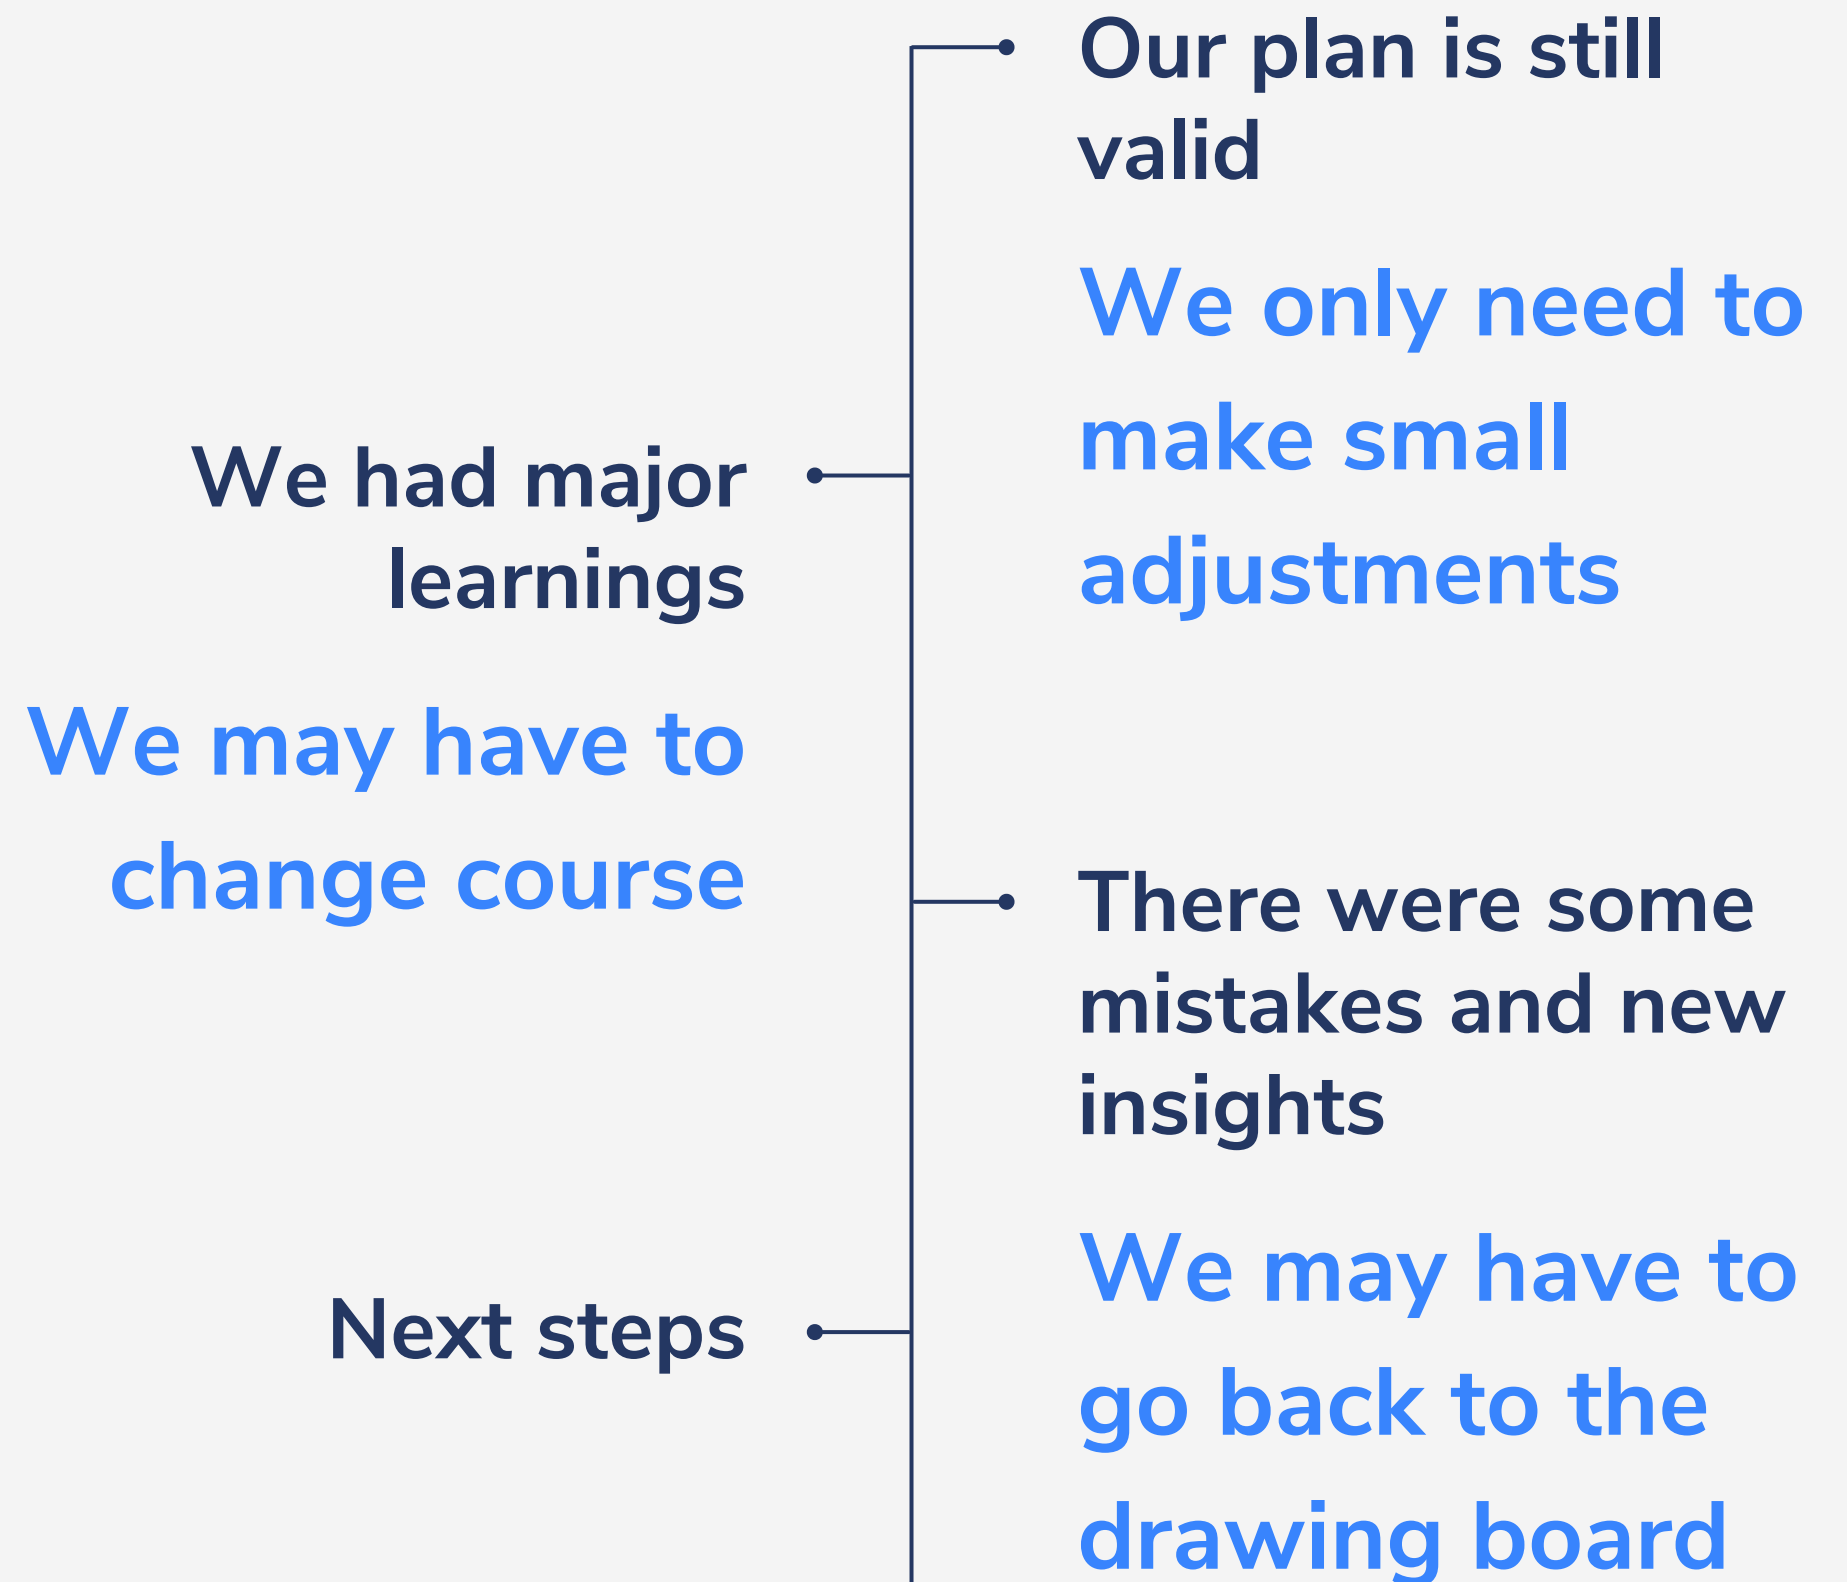 Our plan is still
valid
We only need to
make small
adjustments
We had major
learnings
We may have to
change course
There were some
mistakes and new
insights
We may have to
go back to the
drawing board
Next steps